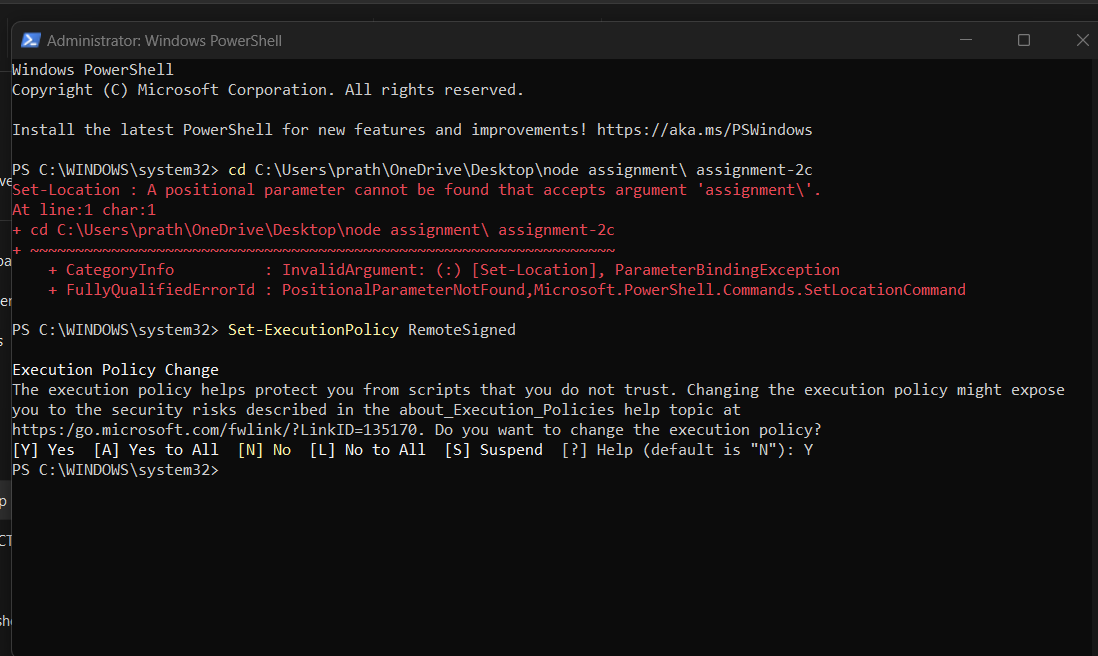 Administrator: Windows PowerShell
Windows PowerShell
Copyright (C) Microsoft Corporation. All rights reserved.
Install the latest PowerShell for new features and improvements! https://aka.ms/PSWindows
PS C:\WINDOWS\system32> cd C:\Users\prath\OneDrive\Desktop\node assignment\ assignment-2c
Set-Location : A positional parameter cannot be found that accepts argument 'assignment\'.
At line:1 char:1
+ cd C:\Users\prath\OneDrive\Desktop\node assignment\ assignment-2c
+ ~~~~~~~~~~~~~~~~~~~~~~~~~~~~~~~~~~~~~~~~~~~~~~~~~~~~~~~~~~~~~~~~~
+ CategoryInfo          : InvalidArgument: (:) [Set-Location], ParameterBindingException
+ FullyQualifiedErrorId : PositionalParameterNotFound,Microsoft.PowerShell.Commands.SetLocationCommand
PS C:\WINDOWS\system32> Set-ExecutionPolicy RemoteSigned
Execution Policy Change
The execution policy helps protect you from scripts that you do not trust. Changing the execution policy might expose
you to the security risks described in the about_Execution_Policies help topic at
https:/go.microsoft.com/fwlink/?LinkID=135170. Do you want to change the execution policy?
[Y] Yes  [A] Yes to All  [N] No  [L] No to All  [S] Suspend  [?] Help (default is "N"): Y
PS C:\WINDOWS\system32>